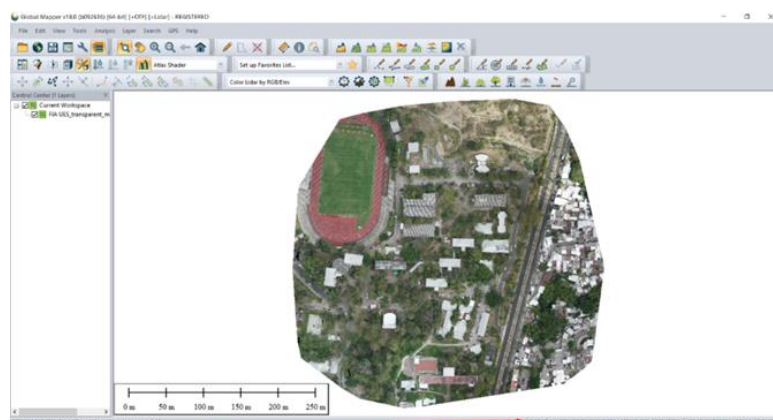 Global Mapper v18.0 (b092606) [64-bit] [+DTP] [+Lidar] - REGISTERED
File Edit View Tools Analysis Layer Search GPS Help
Atlas Shader
Set up Favorites List...
Color Lidar by RGB/Elev
Control Center (1 Layers)
Current Workspace
FIA UES_transparent_m
0 m 50 m 100 m 150 m 200 m 250 m